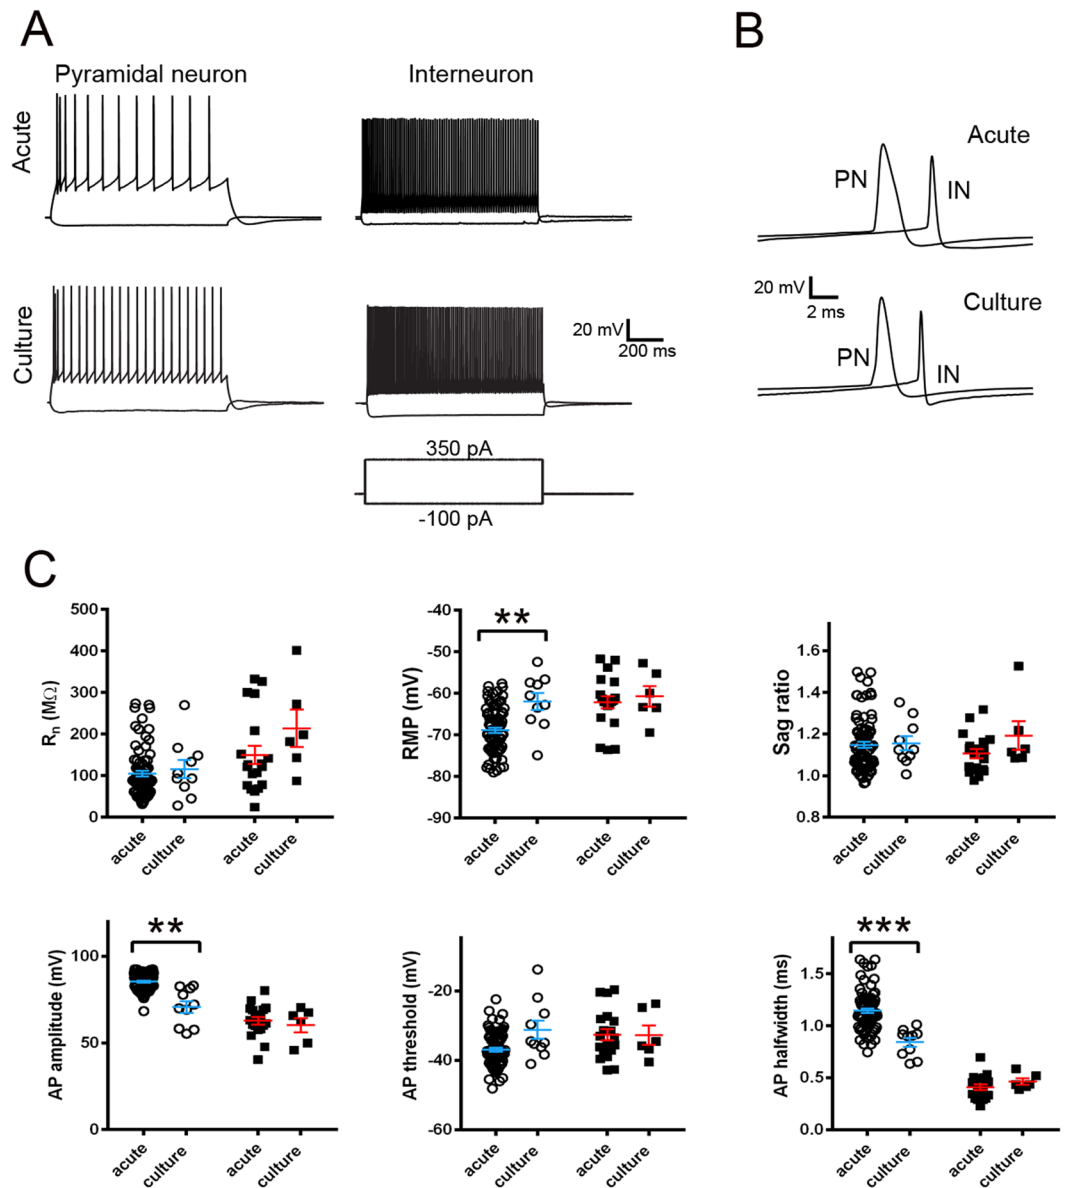 A
B
Pyramidal neuron
Interneuron
Acute
Acute
PN
IN
20 mV
2 ms
Culture
Culture
20 mV
200 ms
PN
IN
350 pA
-100 pA
C
Rn (MΩ)
500
400
300
200
100
0
acute
culture
acute
culture
RMP (mV)
-40
-50
-60
-70
-80
-90
**
acute
culture
acute
culture
Sag ratio
1.6
1.4
1.2
1.0
0.8
acute
culture
acute
culture
AP amplitude (mV)
100
50
0
**
acute
culture
acute
culture
AP threshold (mV)
-20
-40
-60
acute
culture
acute
culture
AP halfwidth (ms)
1.5
1.0
0.5
0.0
***
acute
culture
acute
culture